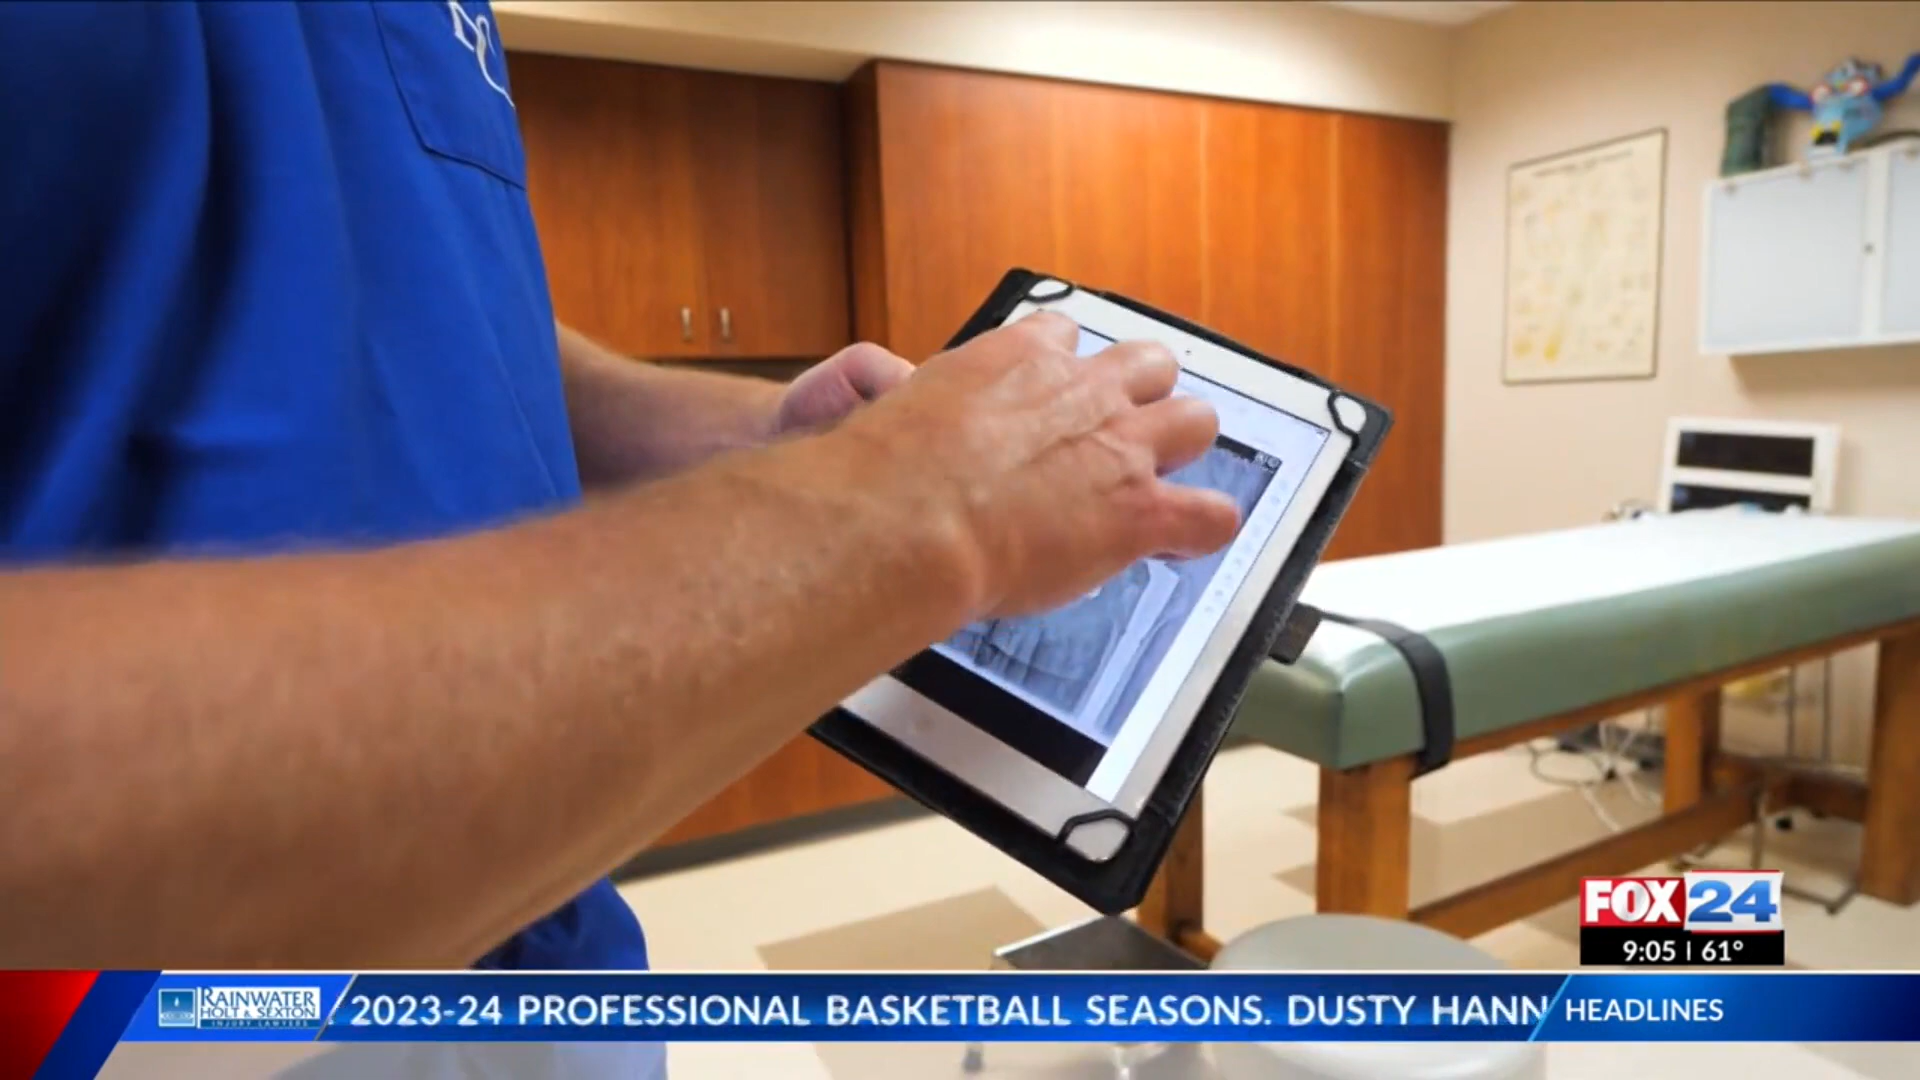 FOX 24
9:05 | 61°
RAINWATER
HOLT & SEXTON
INJURY LAWYERS
2023-24 PROFESSIONAL BASKETBALL SEASONS. DUSTY HANN
HEADLINES